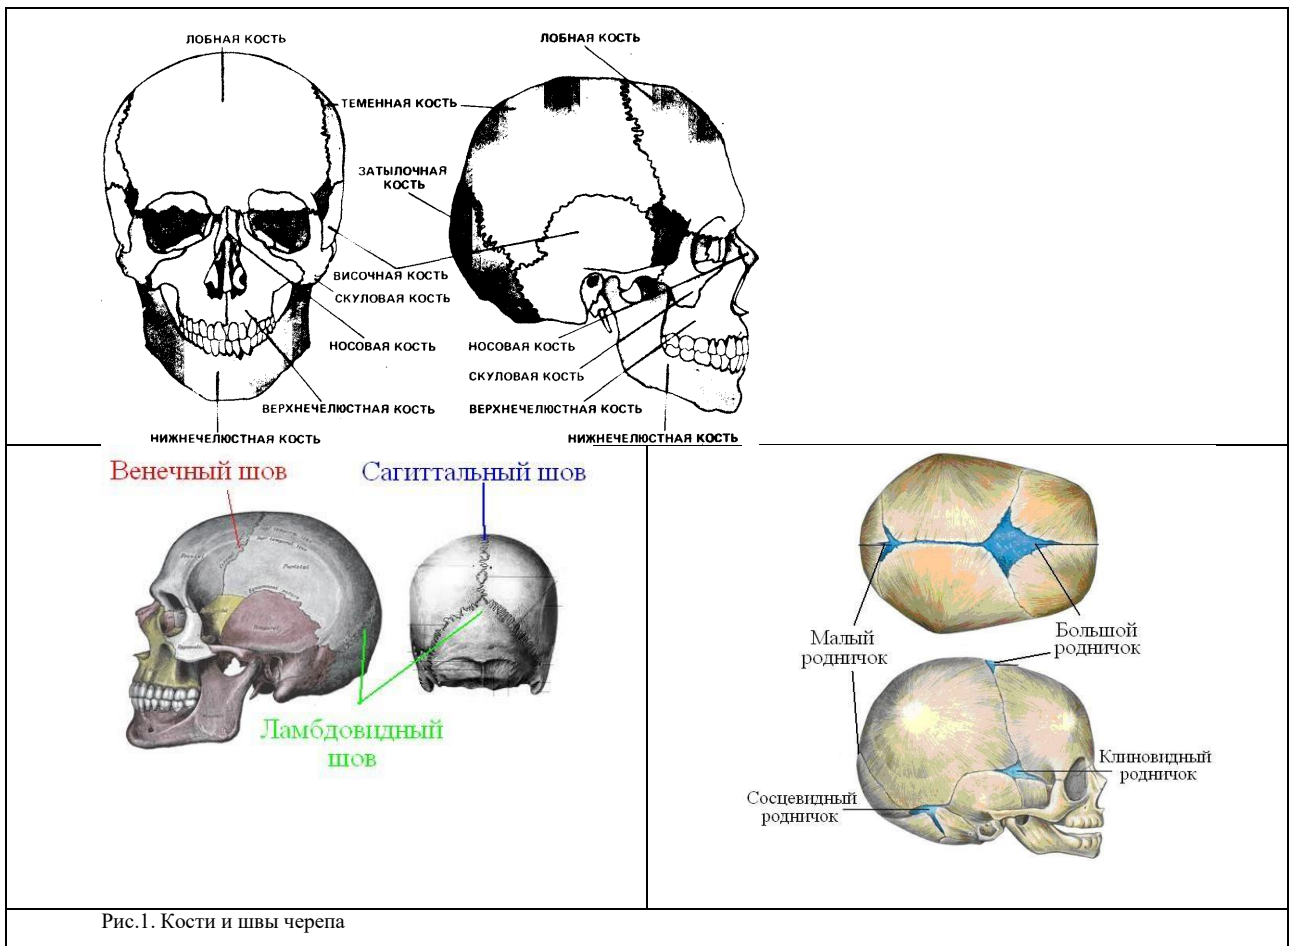 ЛОБНАЯ КОСТЬ
ЛОБНАЯ КОСТЬ
ТЕМЕННАЯ КОСТЬ
ЗАТЫЛОЧНАЯ
КОСТЬ
ВИСОЧНАЯ КОСТЬ
СКУЛОВАЯ КОСТЬ
НОСОВАЯ КОСТЬ
НОСОВАЯ КОСТЬ
СКУЛОВАЯ КОСТЬ
ВЕРХНЕЧЕЛЮСТНАЯ КОСТЬ
ВЕРХНЕЧЕЛЮСТНАЯ КОСТЬ
НИЖНЕЧЕЛЮСТНАЯ КОСТЬ
НИЖНЕЧЕЛЮСТНАЯ КОСТЬ
Венечный шов
Сагиттальный шов
Parietal
Temporal
Ламбдовидный
шов
Малый
родничок
Большой
родничок
Клиновидный
родничок
Сосцевидный
родничок
Рис.1. Кости и швы черепа